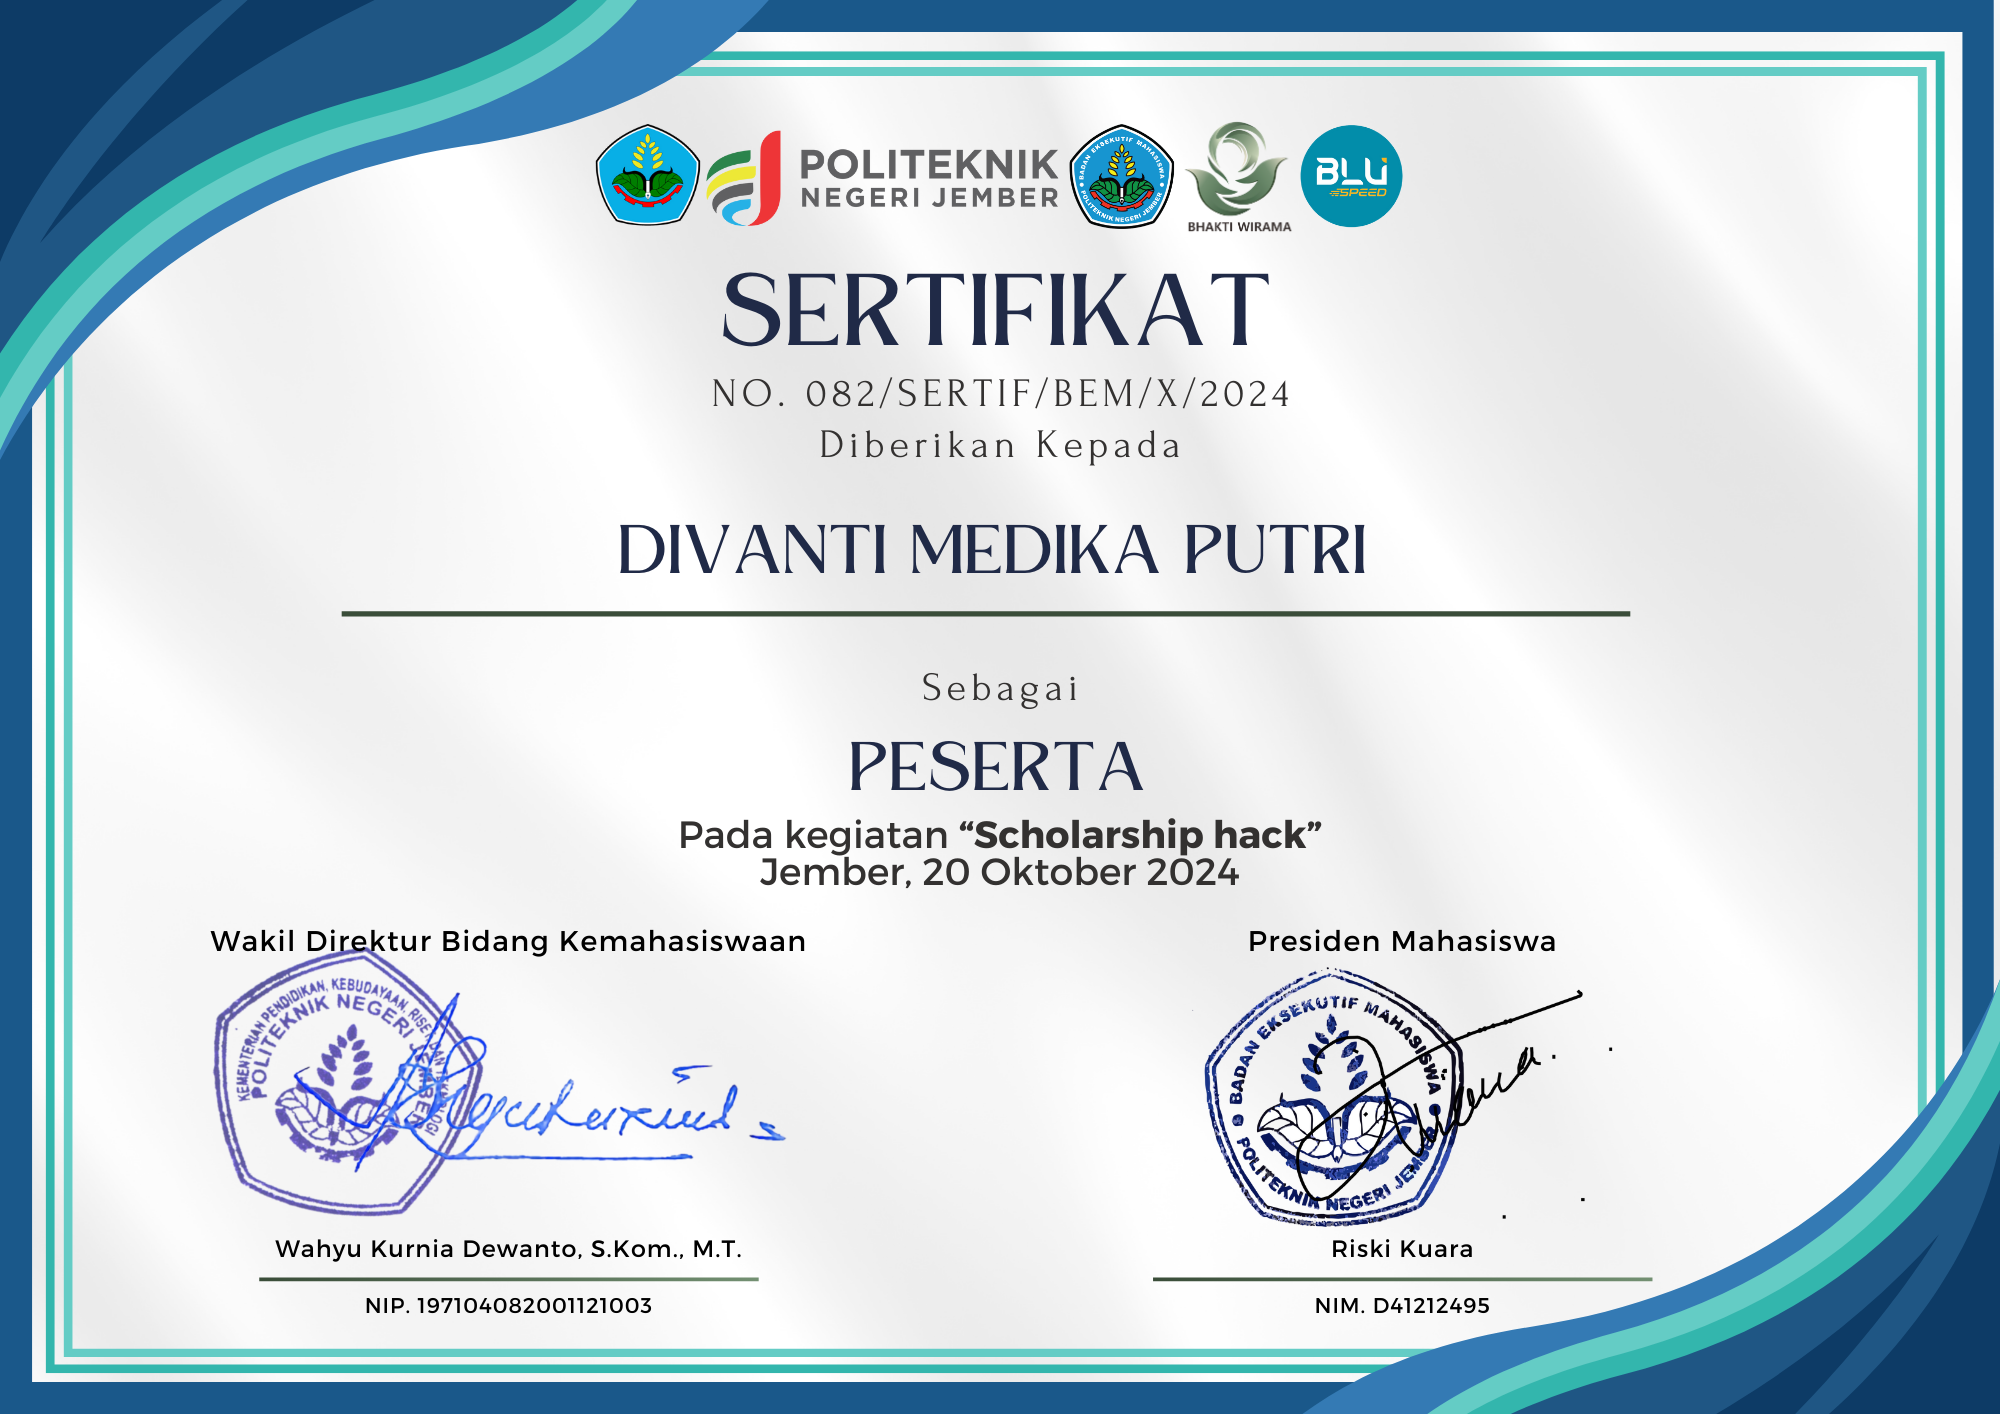 POLITEKNIK
NEGERI JEMBER
BADAN EKSEKUTIF MAHASISWA
POLITEKNIK NEGERI JEMBER
BHAKTI WIRAMA
BLU
SPEED
SERTIFIKAT
NO. 082/SERTIF/BEM/X/2024
Diberikan Kepada
DIVANTI MEDIKA PUTRI
Sebagai
PESERTA
Pada kegiatan “Scholarship hack”
Jember, 20 Oktober 2024
Wakil Direktur Bidang Kemahasiswaan
KEMENTERIAN PENDIDIKAN, KEBUDAYAAN, RISET, DAN TEKNOLOGI
POLITEKNIK NEGERI JEMBER
Wahyu Kurnia Dewanto, S.Kom., M.T.
NIP. 197104082001121003
Presiden Mahasiswa
BADAN EKSEKUTIF MAHASISWA
POLITEKNIK NEGERI JEMBER
Riski Kuara
NIM. D41212495